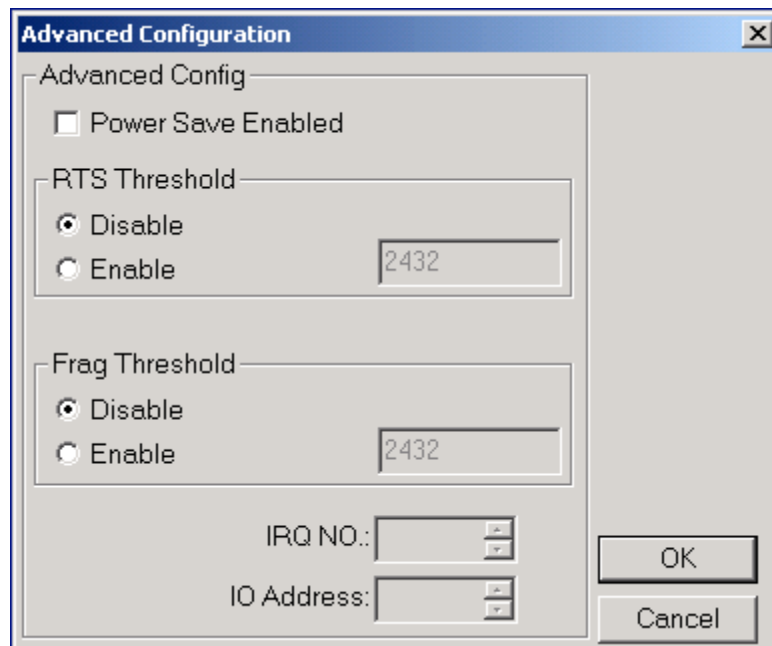 Advanced Configuration
Advanced Config
Power Save Enabled
RTS Threshold
Disable
Enable
2432
Frag Threshold
Disable
Enable
2432
IRQ NO.:
IO Address:
OK
Cancel